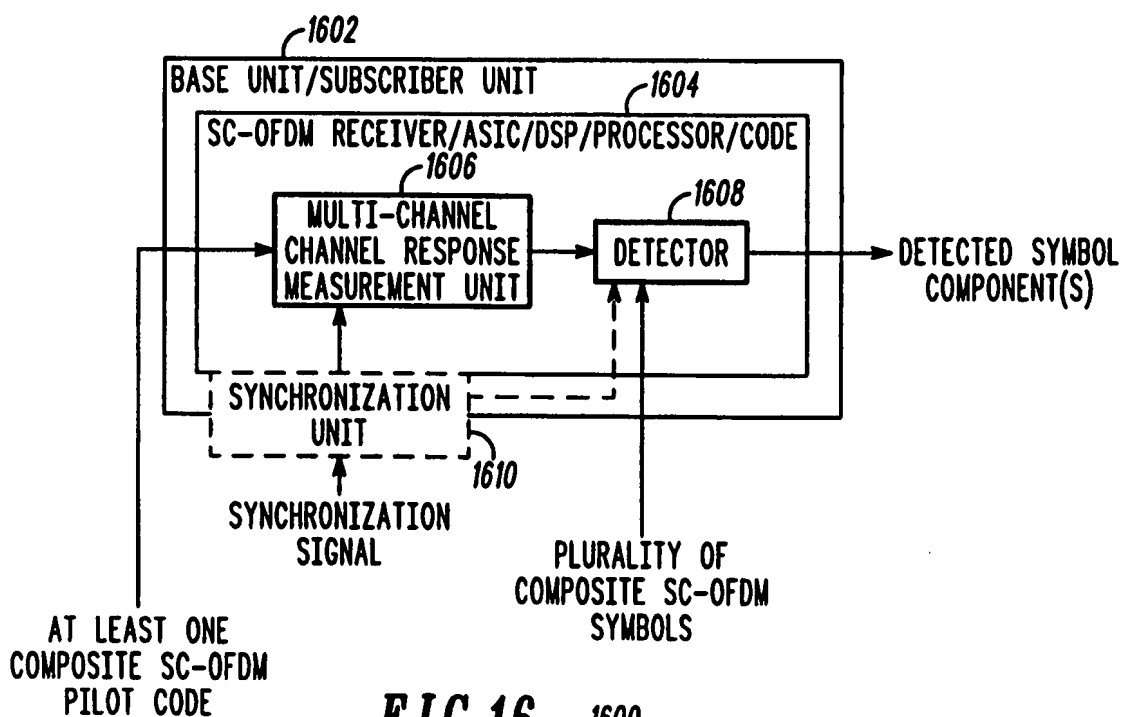 1602
BASE UNIT/SUBSCRIBER UNIT
1604
SC-OFDM RECEIVER/ASIC/DSP/PROCESSOR/CODE
1606
MULTI-CHANNEL
CHANNEL RESPONSE
MEASUREMENT UNIT
1608
DETECTOR
DETECTED SYMBOL
COMPONENT(S)
SYNCHRONIZATION
UNIT
1610
SYNCHRONIZATION
SIGNAL
PLURALITY OF
COMPOSITE SC-OFDM
SYMBOLS
AT LEAST ONE
COMPOSITE SC-OFDM
PILOT CODE
FIG.16 1600